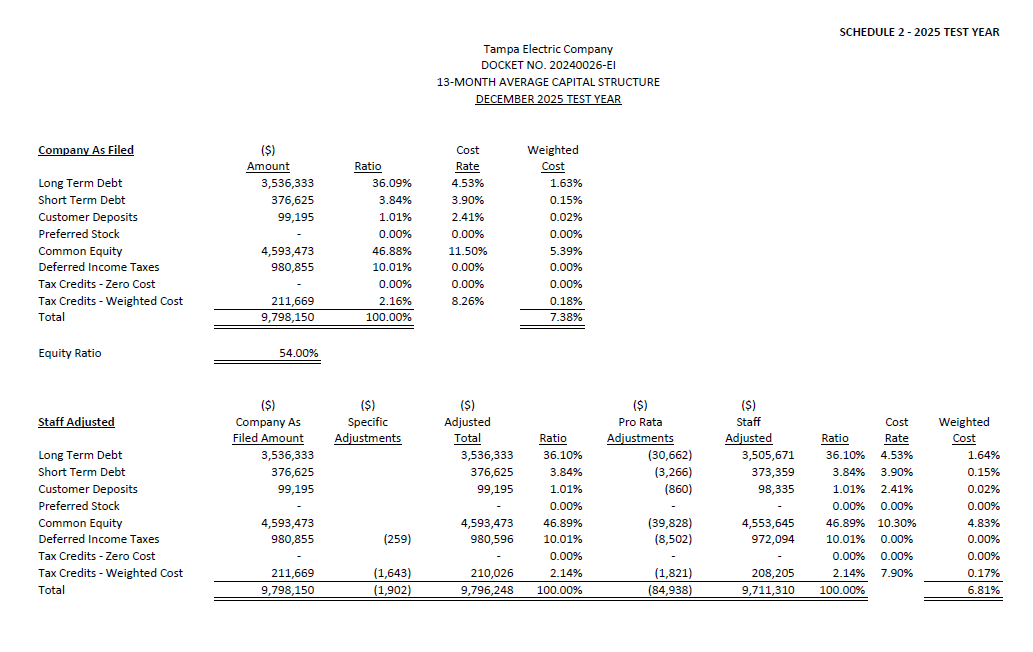 SCHEDULE 2 - 2025 TEST YEAR
Tampa Electric Company
DOCKET NO. 20240026-EI
13-MONTH AVERAGE CAPITAL STRUCTURE
DECEMBER 2025 TEST YEAR
Company As Filed ($) Cost Weighted
Amount Ratio Rate Cost
Long Term Debt 3,536,333 36.09% 4.53% 1.63%
Short Term Debt 376,625 3.84% 3.90% 0.15%
Customer Deposits 99,195 1.01% 2.41% 0.02%
Preferred Stock - 0.00% 0.00% 0.00%
Common Equity 4,593,473 46.88% 11.50% 5.39%
Deferred Income Taxes 980,855 10.01% 0.00% 0.00%
Tax Credits - Zero Cost - 0.00% 0.00% 0.00%
Tax Credits - Weighted Cost 211,669 2.16% 8.26% 0.18%
Total 9,798,150 100.00% 7.38%
Equity Ratio 54.00%
($) ($) ($) ($) ($)
Staff Adjusted Company As Specific Adjusted Pro Rata Staff Cost Weighted
Filed Amount Adjustments Total Ratio Adjustments Adjusted Ratio Rate Cost
Long Term Debt 3,536,333 3,536,333 36.10% (30,662) 3,505,671 36.10% 4.53% 1.64%
Short Term Debt 376,625 376,625 3.84% (3,266) 373,359 3.84% 3.90% 0.15%
Customer Deposits 99,195 99,195 1.01% (860) 98,335 1.01% 2.41% 0.02%
Preferred Stock - - 0.00% - - 0.00% 0.00% 0.00%
Common Equity 4,593,473 4,593,473 46.89% (39,828) 4,553,645 46.89% 10.30% 4.83%
Deferred Income Taxes 980,855 (259) 980,596 10.01% (8,502) 972,094 10.01% 0.00% 0.00%
Tax Credits - Zero Cost - - 0.00% - - 0.00% 0.00% 0.00%
Tax Credits - Weighted Cost 211,669 (1,643) 210,026 2.14% (1,821) 208,205 2.14% 7.90% 0.17%
Total 9,798,150 (1,902) 9,796,248 100.00% (84,938) 9,711,310 100.00% 6.81%